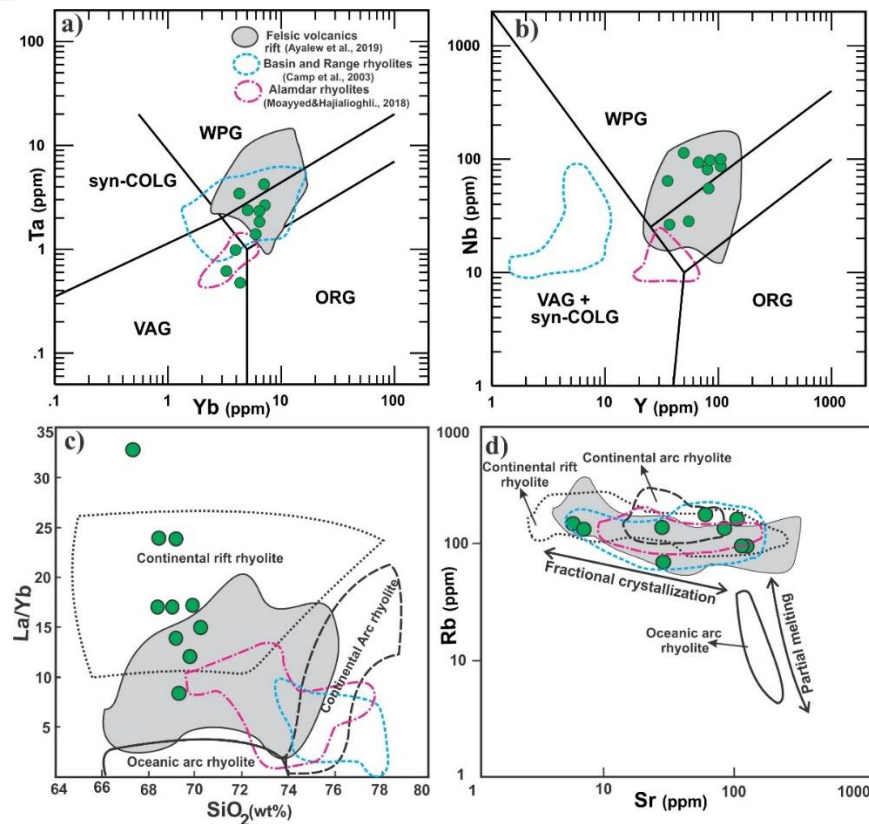 a)
Felsic volcanics
rift (Ayalew et al., 2019)
Basin and Range rhyolites
(Camp et al., 2003)
Alamdar rhyolites
(Moayyed&Hajialioghli., 2018)
WPG
syn-COLG
VAG
ORG
100
10
1
.1
Ta (ppm)
.1
1
10
100
Yb (ppm)
b)
WPG
VAG +
syn-COLG
ORG
1000
100
10
1
Nb (ppm)
1
10
100
1000
Y (ppm)
c)
35
30
25
20
15
10
5
La/Yb
Continental rift rhyolite
Continental Arc rhyolite
Oceanic arc rhyolite
64
66
68
70
72
74
76
78
80
SiO2(wt%)
d)
1000
100
10
1
Rb (ppm)
Continental arc rhyolite
Continental rift
rhyolite
Fractional crystallization
Oceanic arc
rhyolite
Partial melting
1
10
100
1000
Sr (ppm)